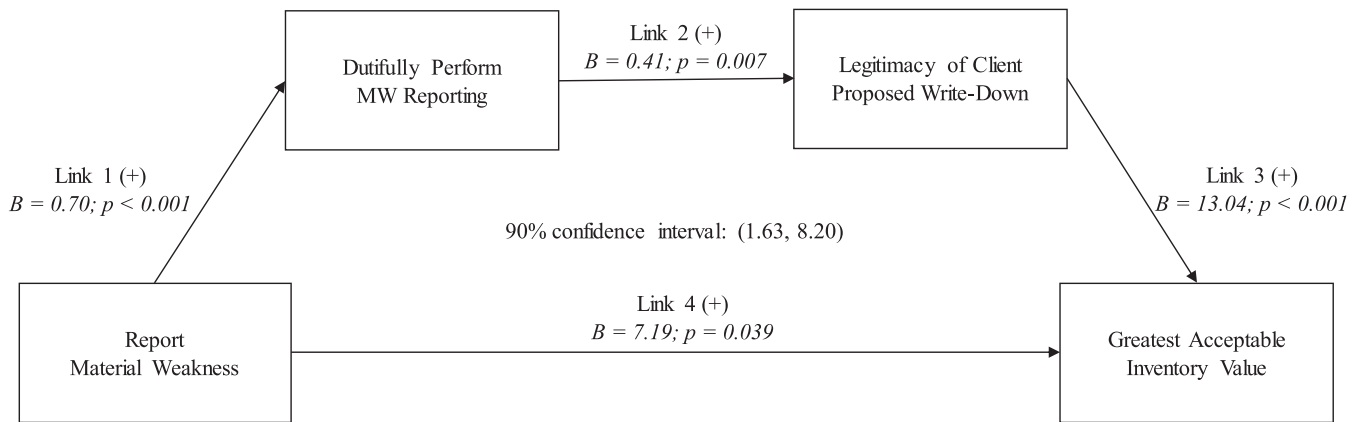 Link 2 (+)
B = 0.41; p = 0.007
Dutifully Perform
MW Reporting
Legitimacy of Client
Proposed Write-Down
Link 1 (+)
B = 0.70; p < 0.001
Link 3 (+)
B = 13.04; p < 0.001
90% confidence interval: (1.63, 8.20)
Link 4 (+)
B = 7.19; p = 0.039
Report
Material Weakness
Greatest Acceptable
Inventory Value